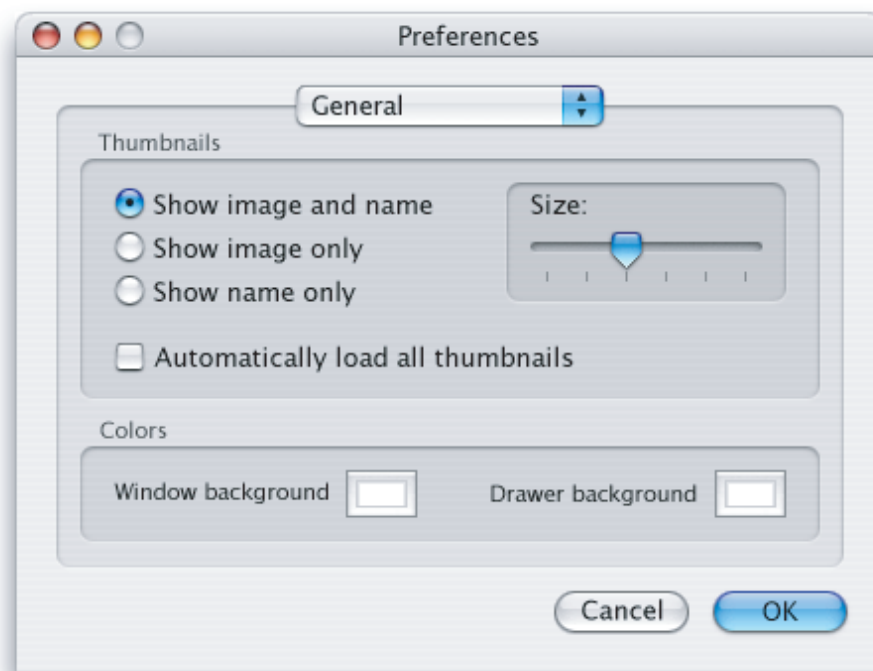 Preferences
General
Thumbnails
Show image and name
Size:
Show image only
Show name only
Automatically load all thumbnails
Colors
Window background
Drawer background
Cancel
OK